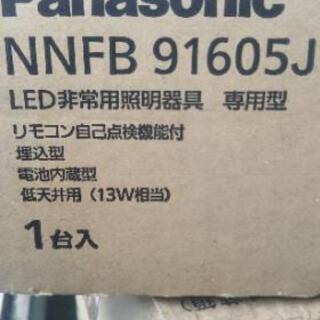 Panasonic
NNFB 91605J
LED非常用照明器具 専用型
リモコン自己点検機能付
埋込型
電池内蔵型
低天井用（13W相当）
1台入